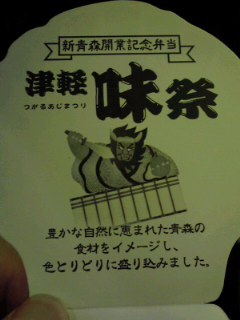 新青森開業記念弁当
津軽味祭
つがるあじまつり
豊かな自然に恵まれた青森の
食材をイメージし、
色とりどりに盛り込みました。